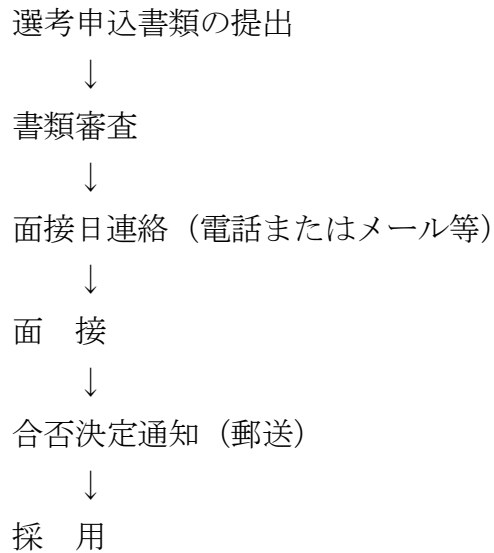 選考申込書類の提出
↓
書類審査
↓
面接日連絡（電話またはメール等）
↓
面　接
↓
合否決定通知（郵送）
↓
採　用